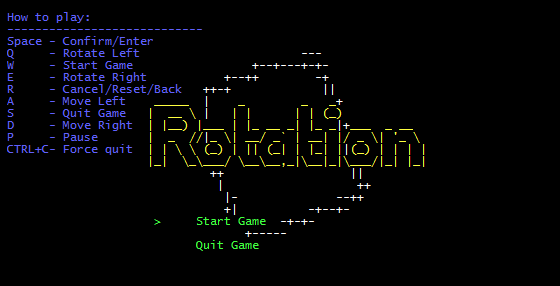 How to play:
----------------------------
Space - Confirm/Enter
Q - Rotate Left
W - Start Game
E - Rotate Right
R - Cancel/Reset/Back
A - Move Left
S - Quit Game
D - Move Right
P - Pause
CTRL+C- Force quit
Rotation
> Start Game
Quit Game